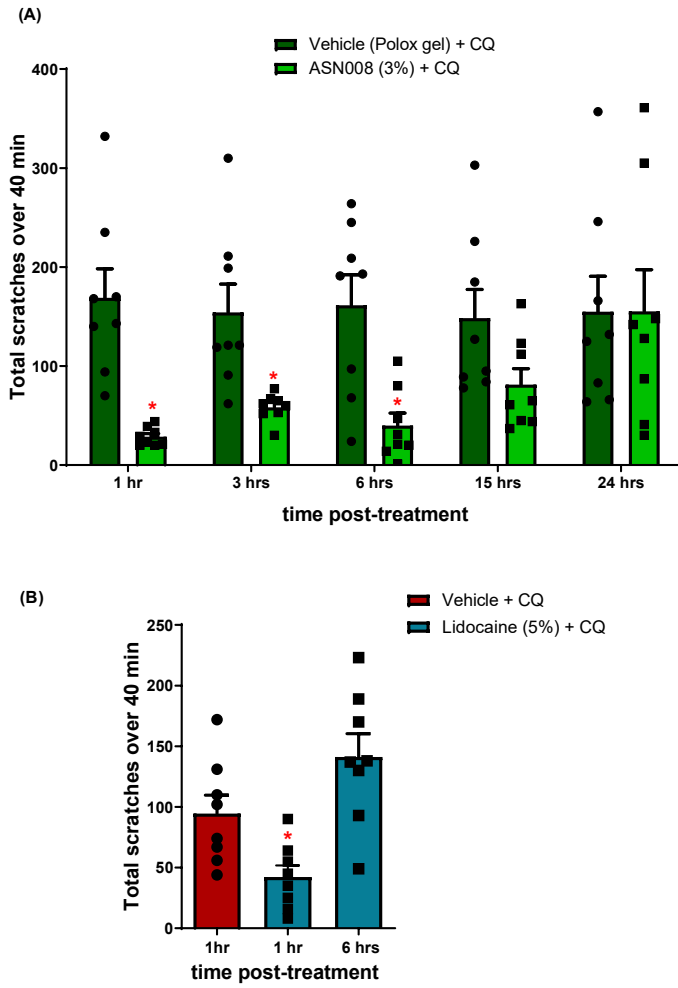 (A)
Vehicle (Polox gel) + CQ
ASN008 (3%) + CQ
Total scratches over 40 min
400
300
200
100
0
*
*
*
1 hr
3 hrs
6 hrs
15 hrs
24 hrs
time post-treatment
(B)
Vehicle + CQ
Lidocaine (5%) + CQ
Total scratches over 40 min
250
200
150
100
50
0
*
1hr
1 hr
6 hrs
time post-treatment